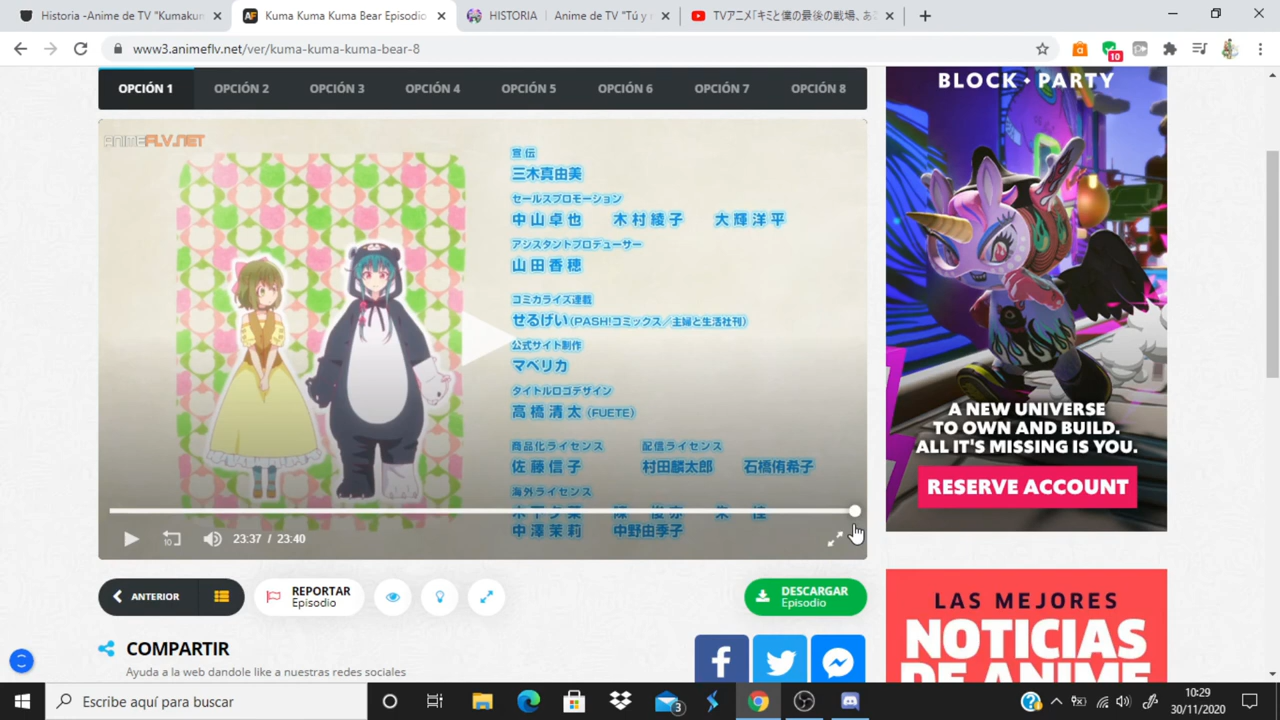 Historia -Anime de TV "Kumakun
Kuma Kuma Kuma Bear Episodio
HISTORIA | Anime de TV "Tú y r
TVアニメ「キミと僕の最後の戦場、ある
www3.animeflv.net/ver/kuma-kuma-kuma-bear-8
10
OPCIÓN 1 OPCIÓN 2 OPCIÓN 3 OPCIÓN 4 OPCIÓN 5 OPCIÓN 6 OPCIÓN 7 OPCIÓN 8
ANIMEFLV.NET
宣伝
三木真由美
セールスプロモーション
中山卓也 木村綾子 大輝洋平
アシスタントプロデューサー
山田香穂
コミカライズ連載
せるげい(PASH!コミックス/主婦と生活社刊)
公式サイト制作
マベリカ
タイトルロゴデザイン
高橋清太(FUETE)
商品化ライセンス 配信ライセンス
佐藤信子 村田麟太郎 石橋侑希子
海外ライセンス
中澤茉莉 中野由季子
10
23:37 / 23:40
BLOCK PARTY
A NEW UNIVERSE
TO OWN AND BUILD.
ALL IT'S MISSING IS YOU.
RESERVE ACCOUNT
ANTERIOR
REPORTAR
Episodio
DESCARGAR
Episodio
COMPARTIR
Ayuda a la web dandole like a nuestras redes sociales
LAS MEJORES
NOTICIAS
DE ANIME
Escribe aquí para buscar
3
10:29
30/11/2020